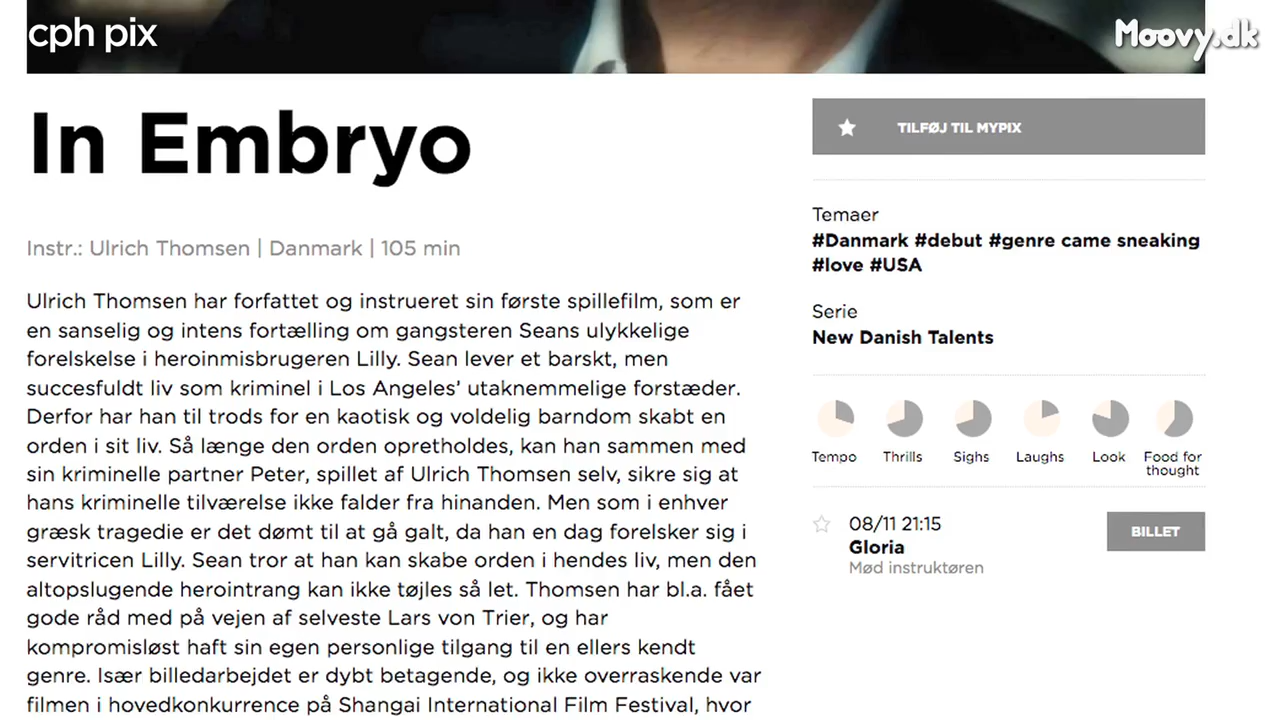 cph pix
Moovy.dk
In Embryo
Instr.: Ulrich Thomsen | Danmark | 105 min
Ulrich Thomsen har forfattet og instrueret sin første spillefilm, som er
en sanselig og intens fortælling om gangsteren Seans ulykkelige
forelskelse i heroinmisbrugeren Lilly. Sean lever et barskt, men
succesfuldt liv som kriminel i Los Angeles’ utaknemmelige forstæder.
Derfor har han til trods for en kaotisk og voldelig barndom skabt en
orden i sit liv. Så længe den orden opretholdes, kan han sammen med
sin kriminelle partner Peter, spillet af Ulrich Thomsen selv, sikre sig at
hans kriminelle tilværelse ikke falder fra hinanden. Men som i enhver
græsk tragedie er det dømt til at gå galt, da han en dag forelsker sig i
servitricen Lilly. Sean tror at han kan skabe orden i hendes liv, men den
altopslugende herointrang kan ikke tøjles så let. Thomsen har bl.a. fået
gode råd med på vejen af selveste Lars von Trier, og har
kompromisløst haft sin egen personlige tilgang til en ellers kendt
genre. Især billedarbejdet er dybt betagende, og ikke overraskende var
filmen i hovedkonkurrence på Shangai International Film Festival, hvor
TILFØJ TIL MYPIX
Temaer
#Danmark #debut #genre came sneaking
#love #USA
Serie
New Danish Talents
Tempo
Thrills
Sighs
Laughs
Look
Food for
thought
08/11 21:15
Gloria
Mød instruktøren
BILLET